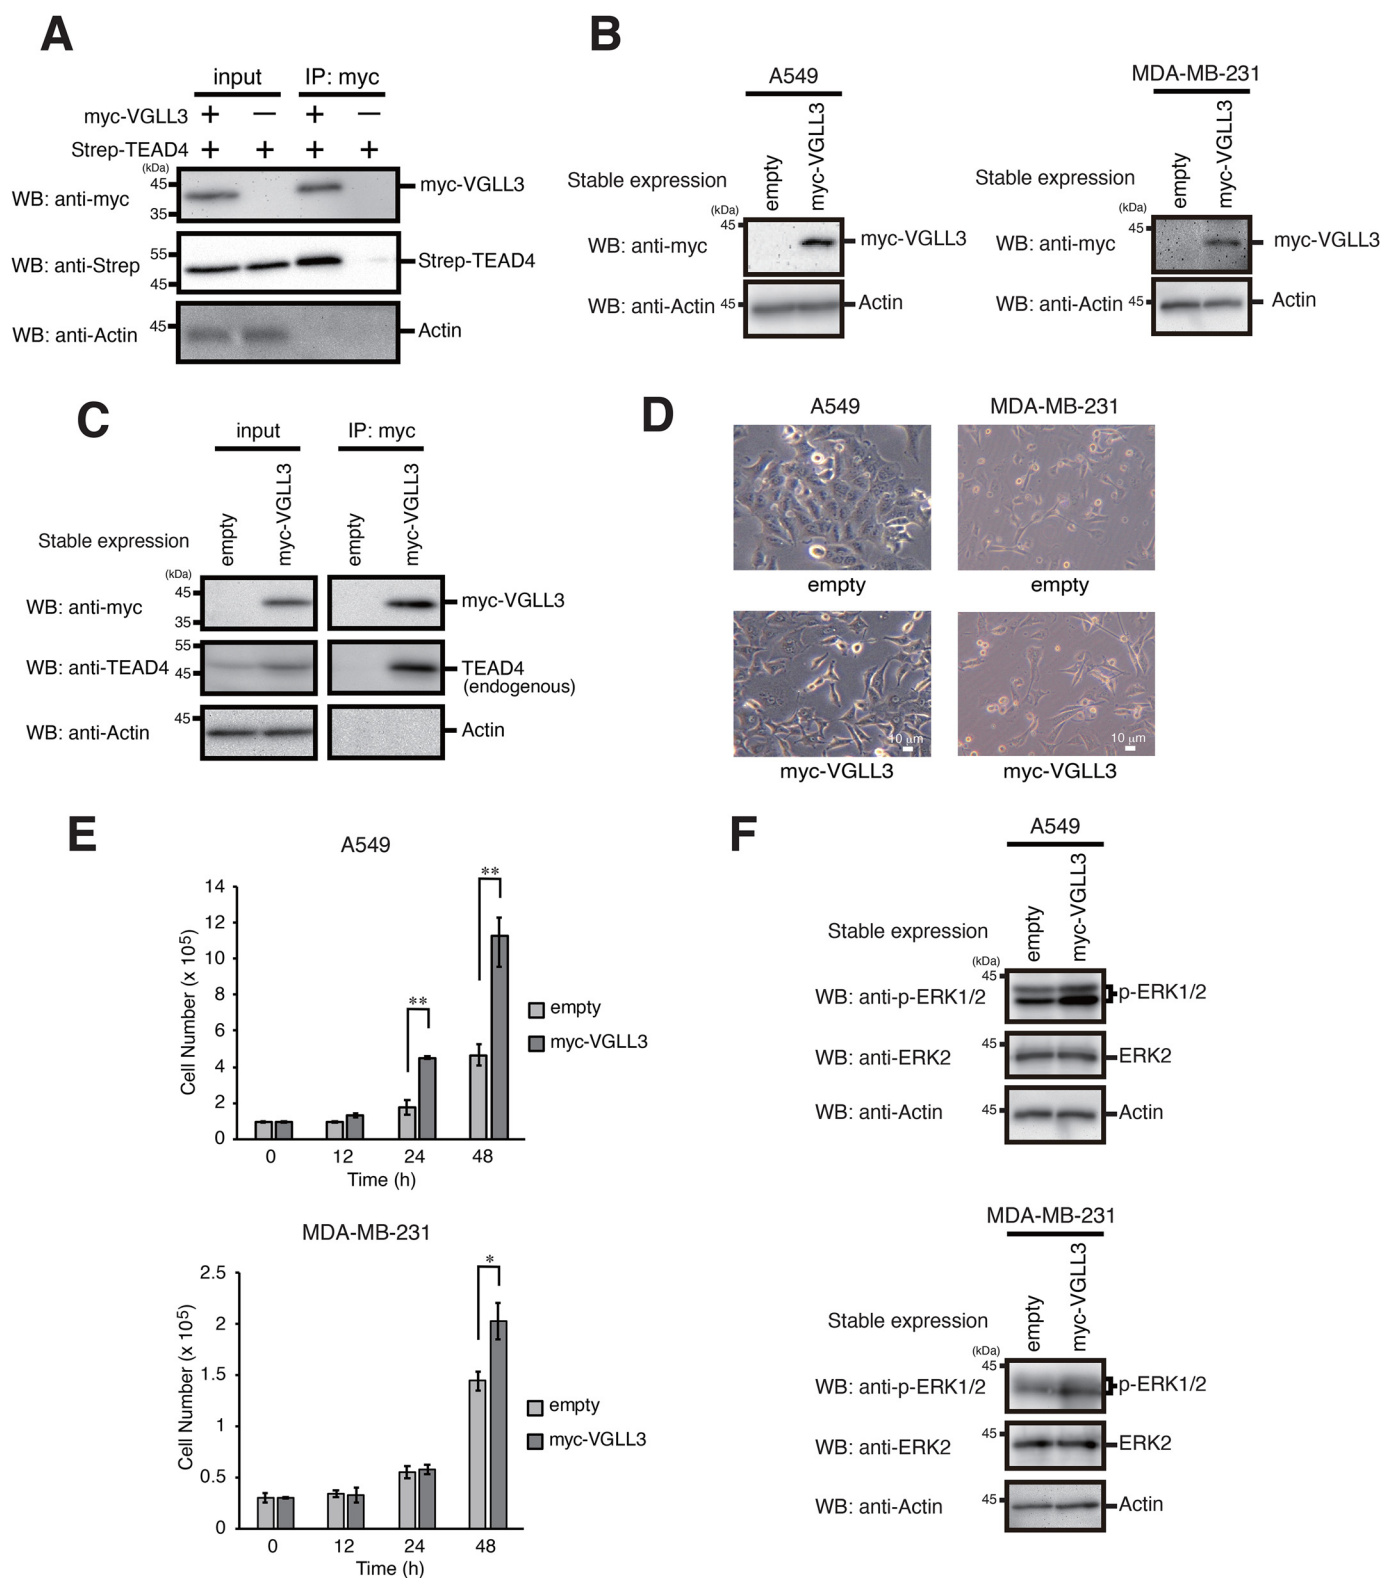 A
input IP: myc
myc-VGLL3 + — + —
Strep-TEAD4 + + + +
(kDa)
WB: anti-myc 45 35 myc-VGLL3
WB: anti-Strep 55 45 Strep-TEAD4
WB: anti-Actin 45 Actin
B
A549
Stable expression empty myc-VGLL3
(kDa)
WB: anti-myc 45 myc-VGLL3
WB: anti-Actin 45 Actin
MDA-MB-231
Stable expression empty myc-VGLL3
(kDa)
WB: anti-myc 45 myc-VGLL3
WB: anti-Actin 45 Actin
C
input IP: myc
Stable expression empty myc-VGLL3 empty myc-VGLL3
(kDa)
WB: anti-myc 45 35 myc-VGLL3
WB: anti-TEAD4 55 45 TEAD4
(endogenous)
WB: anti-Actin 45 Actin
D
A549 MDA-MB-231
empty empty
10 µm 10 µm
myc-VGLL3 myc-VGLL3
E
A549
Cell Number (x 10⁵)
14
12
10
8
6
4
2
0
** **
empty
myc-VGLL3
0 12 24 48
Time (h)
MDA-MB-231
Cell Number (x 10⁵)
2.5
2
1.5
1
0.5
0
*
empty
myc-VGLL3
0 12 24 48
Time (h)
F
A549
Stable expression empty myc-VGLL3
(kDa)
WB: anti-p-ERK1/2 45 p-ERK1/2
WB: anti-ERK2 45 ERK2
WB: anti-Actin 45 Actin
MDA-MB-231
Stable expression empty myc-VGLL3
(kDa)
WB: anti-p-ERK1/2 45 p-ERK1/2
WB: anti-ERK2 45 ERK2
WB: anti-Actin 45 Actin